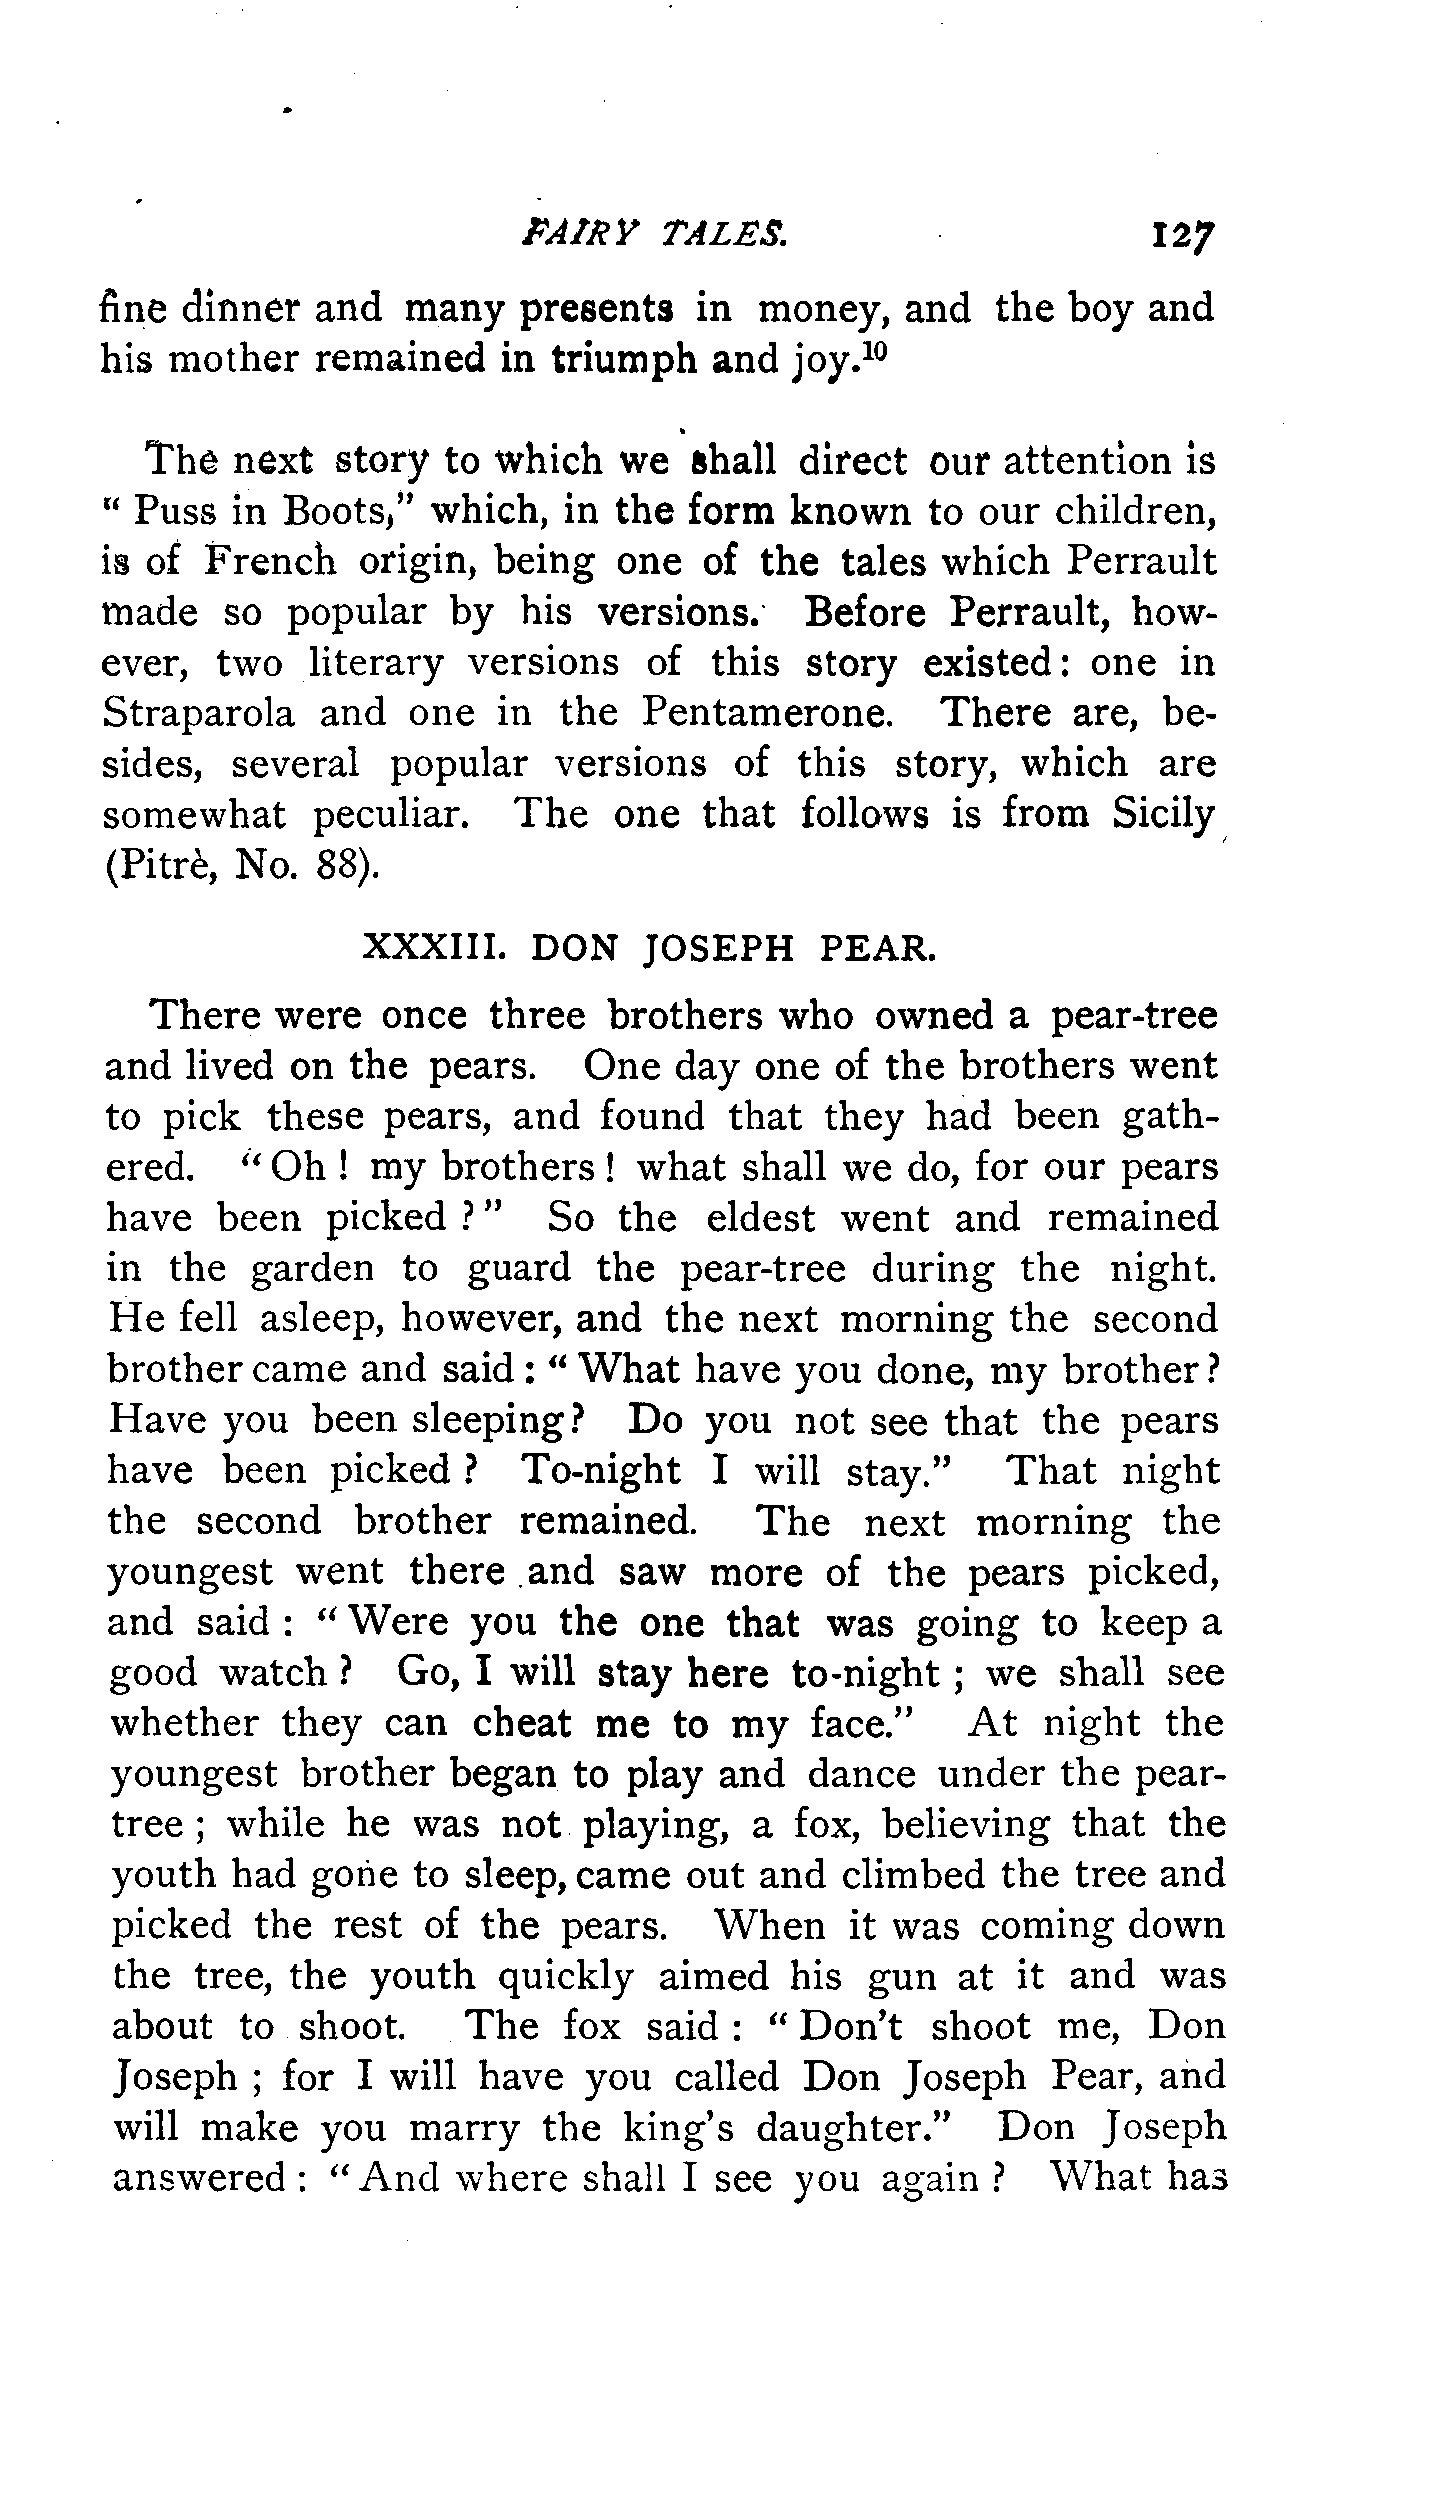 FAIRY TALES. 127
fine dinner and many presents in money, and the boy and
his mother remained in triumph and joy.¹⁰
The next story to which we shall direct our attention is
" Puss in Boots," which, in the form known to our children,
is of French origin, being one of the tales which Perrault
made so popular by his versions. Before Perrault, how-
ever, two literary versions of this story existed: one in
Straparola and one in the Pentamerone. There are, be-
sides, several popular versions of this story, which are
somewhat peculiar. The one that follows is from Sicily
(Pitrè, No. 88).
XXXIII. DON JOSEPH PEAR.
There were once three brothers who owned a pear-tree
and lived on the pears. One day one of the brothers went
to pick these pears, and found that they had been gath-
ered. "Oh! my brothers! what shall we do, for our pears
have been picked?" So the eldest went and remained
in the garden to guard the pear-tree during the night.
He fell asleep, however, and the next morning the second
brother came and said: "What have you done, my brother?
Have you been sleeping? Do you not see that the pears
have been picked? To-night I will stay." That night
the second brother remained. The next morning the
youngest went there and saw more of the pears picked,
and said: "Were you the one that was going to keep a
good watch? Go, I will stay here to-night; we shall see
whether they can cheat me to my face." At night the
youngest brother began to play and dance under the pear-
tree; while he was not playing, a fox, believing that the
youth had gone to sleep, came out and climbed the tree and
picked the rest of the pears. When it was coming down
the tree, the youth quickly aimed his gun at it and was
about to shoot. The fox said: "Don't shoot me, Don
Joseph; for I will have you called Don Joseph Pear, and
will make you marry the king's daughter." Don Joseph
answered: "And where shall I see you again? What has